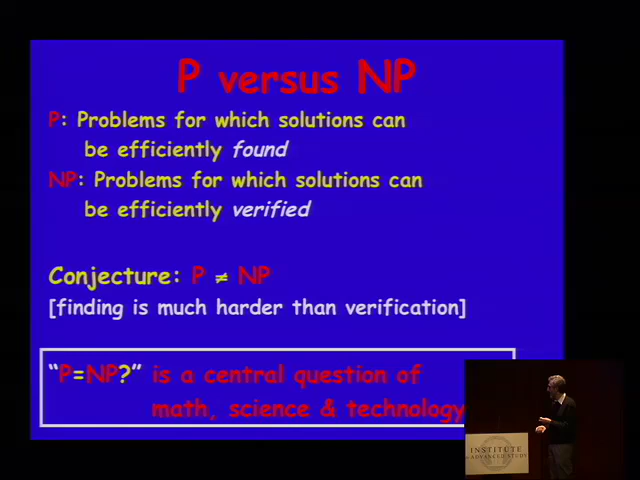 P versus NP
P: Problems for which solutions can
be efficiently found
NP: Problems for which solutions can
be efficiently verified
Conjecture: P ≠ NP
[finding is much harder than verification]
“P=NP?” is a central question of
math, science & technology
INSTITUTE
for ADVANCED STUDY